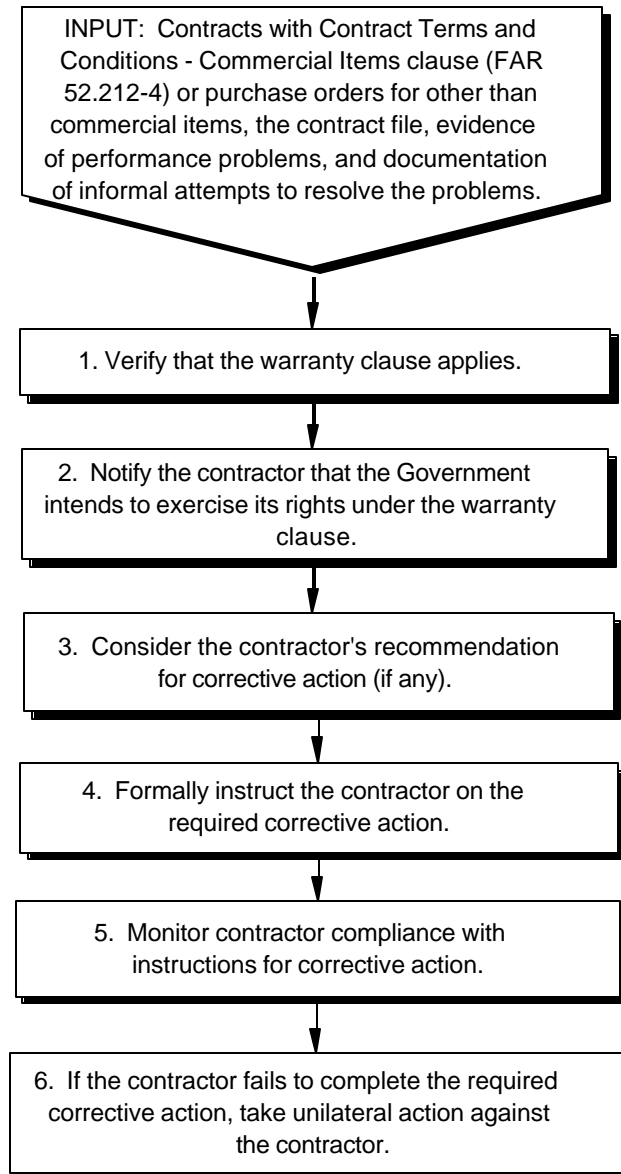 INPUT: Contracts with Contract Terms and
Conditions - Commercial Items clause (FAR
52.212-4) or purchase orders for other than
commercial items, the contract file, evidence
of performance problems, and documentation
of informal attempts to resolve the problems.
1. Verify that the warranty clause applies.
2. Notify the contractor that the Government
intends to exercise its rights under the warranty
clause.
3. Consider the contractor's recommendation
for corrective action (if any).
4. Formally instruct the contractor on the
required corrective action.
5. Monitor contractor compliance with
instructions for corrective action.
6. If the contractor fails to complete the required
corrective action, take unilateral action against
the contractor.